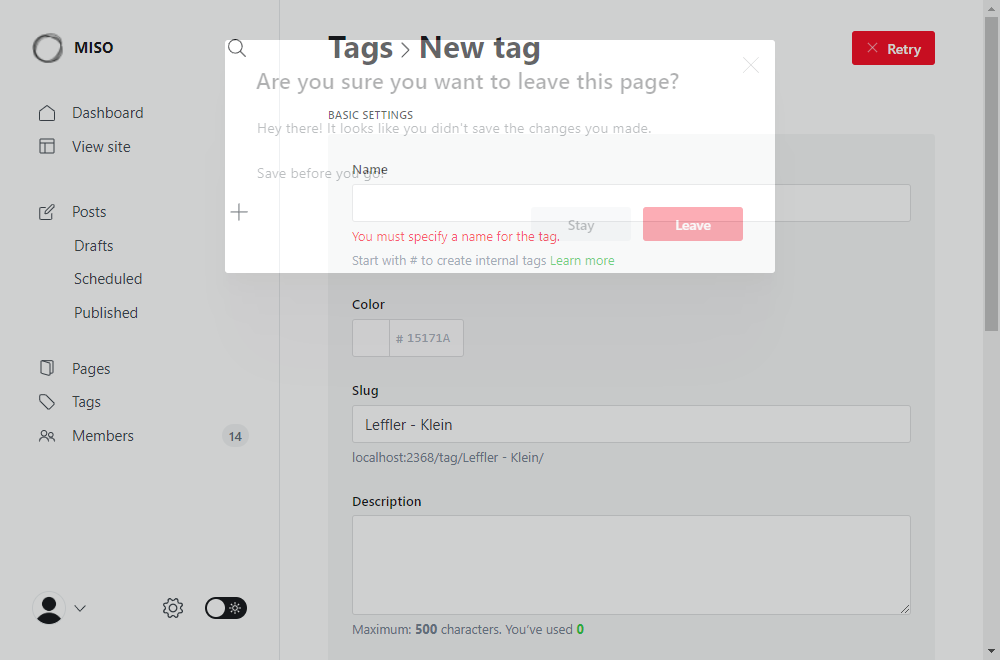 MISO
Dashboard
View site
Posts
Drafts
Scheduled
Published
Pages
Tags
Members
14
Tags > New tag
Retry
Are you sure you want to leave this page?
BASIC SETTINGS
Hey there! It looks like you didn't save the changes you made.
Save before you go!
Name
Stay
Leave
You must specify a name for the tag.
Start with # to create internal tags Learn more
Color
# 15171A
Slug
Leffler - Klein
localhost:2368/tag/Leffler - Klein/
Description
Maximum: 500 characters. You've used 0